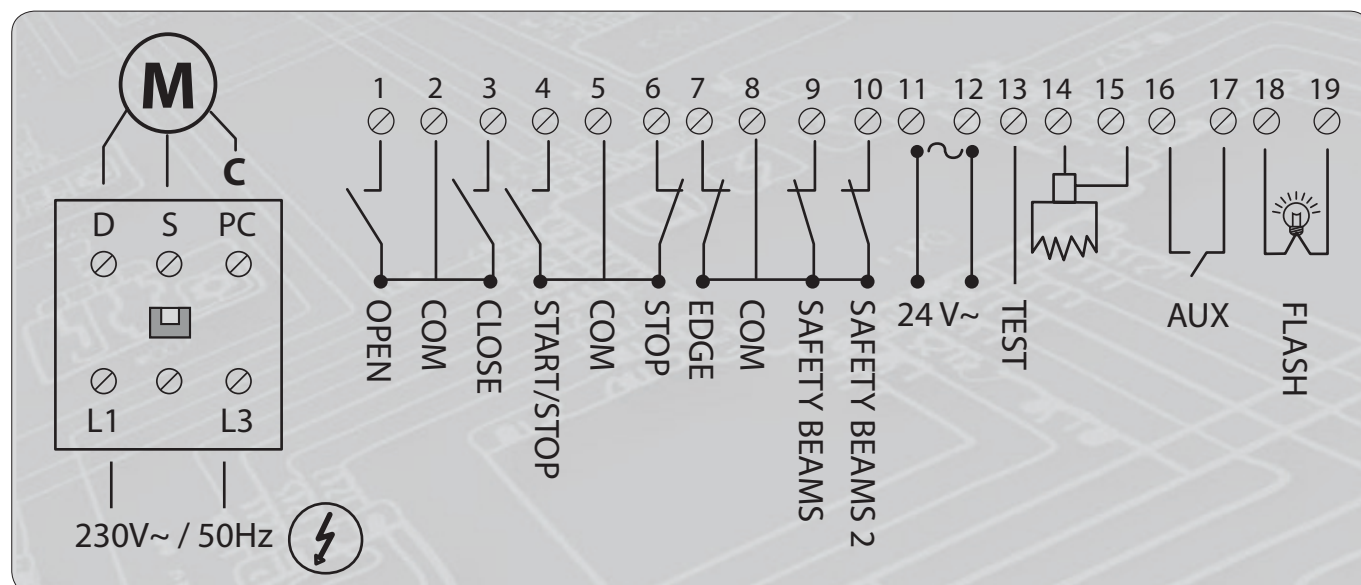 M
C
D S PC
L1 L3
230V~ / 50Hz
1 2 3 4 5 6 7 8 9 10 11 12 13 14 15 16 17 18 19
OPEN
COM
CLOSE
START/STOP
COM
STOP
EDGE
COM
SAFETY BEAMS
SAFETY BEAMS 2
24 V~
TEST
AUX
FLASH